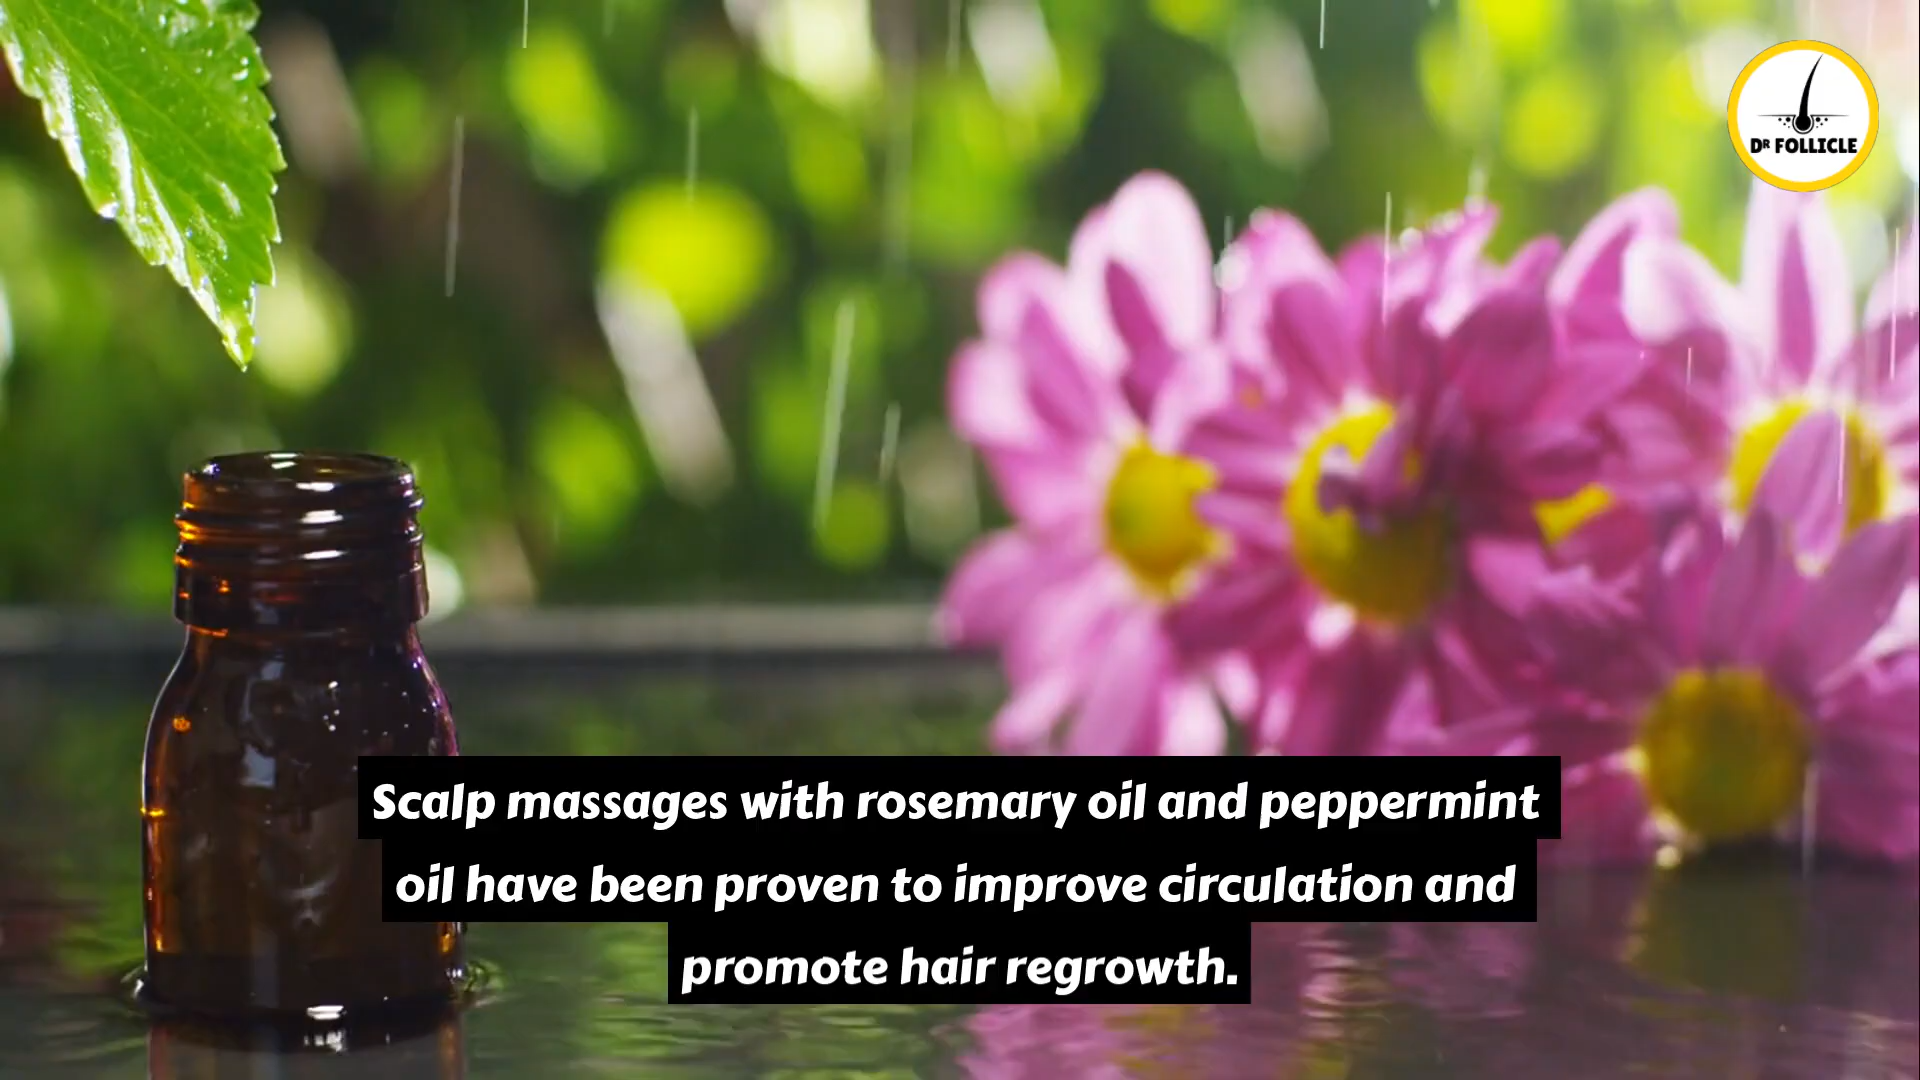 DR FOLLICLE
Scalp massages with rosemary oil and peppermint
oil have been proven to improve circulation and
promote hair regrowth.